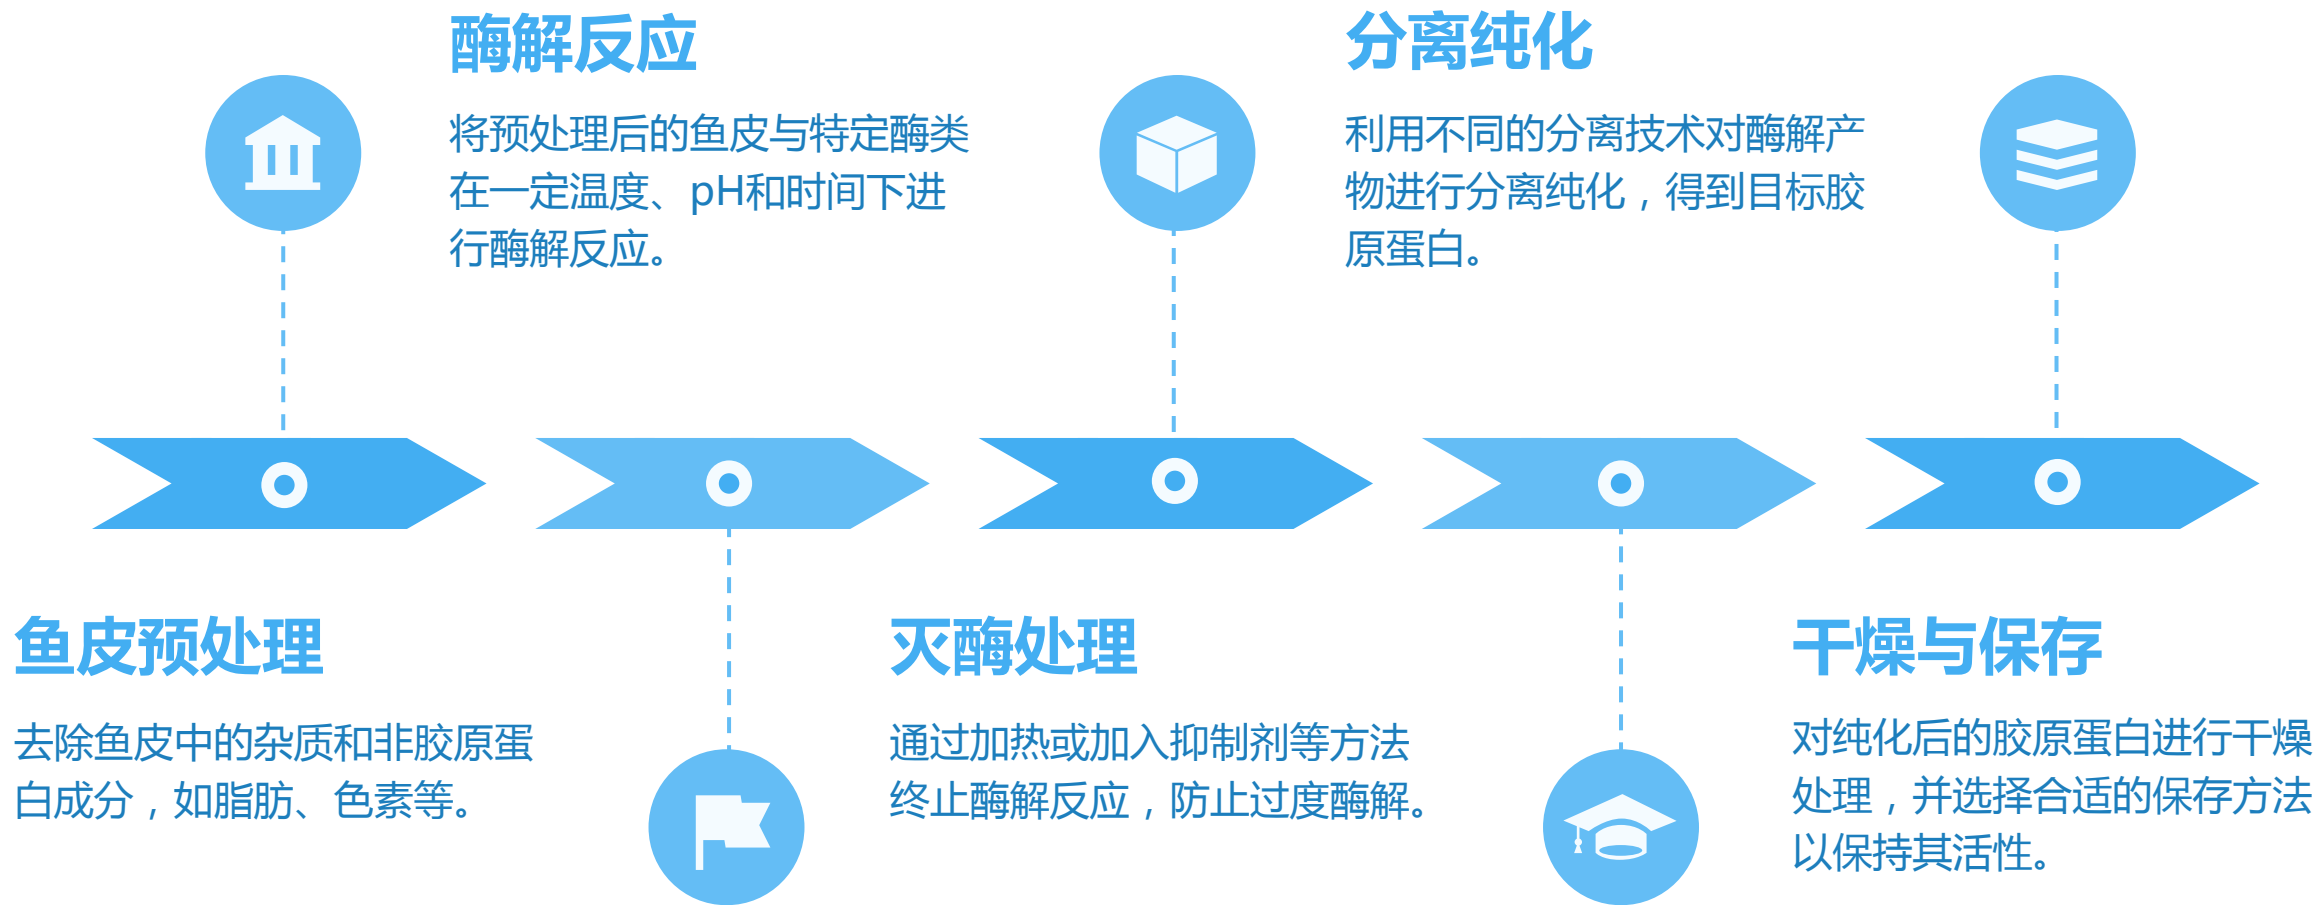 鱼皮预处理
去除鱼皮中的杂质和非胶原蛋
白成分，如脂肪、色素等。
酶解反应
将预处理后的鱼皮与特定酶类
在一定温度、pH和时间下进
行酶解反应。
灭酶处理
通过加热或加入抑制剂等方法
终止酶解反应，防止过度酶解。
分离纯化
利用不同的分离技术对酶解产
物进行分离纯化，得到目标胶
原蛋白。
干燥与保存
对纯化后的胶原蛋白进行干燥
处理，并选择合适的保存方法
以保持其活性。